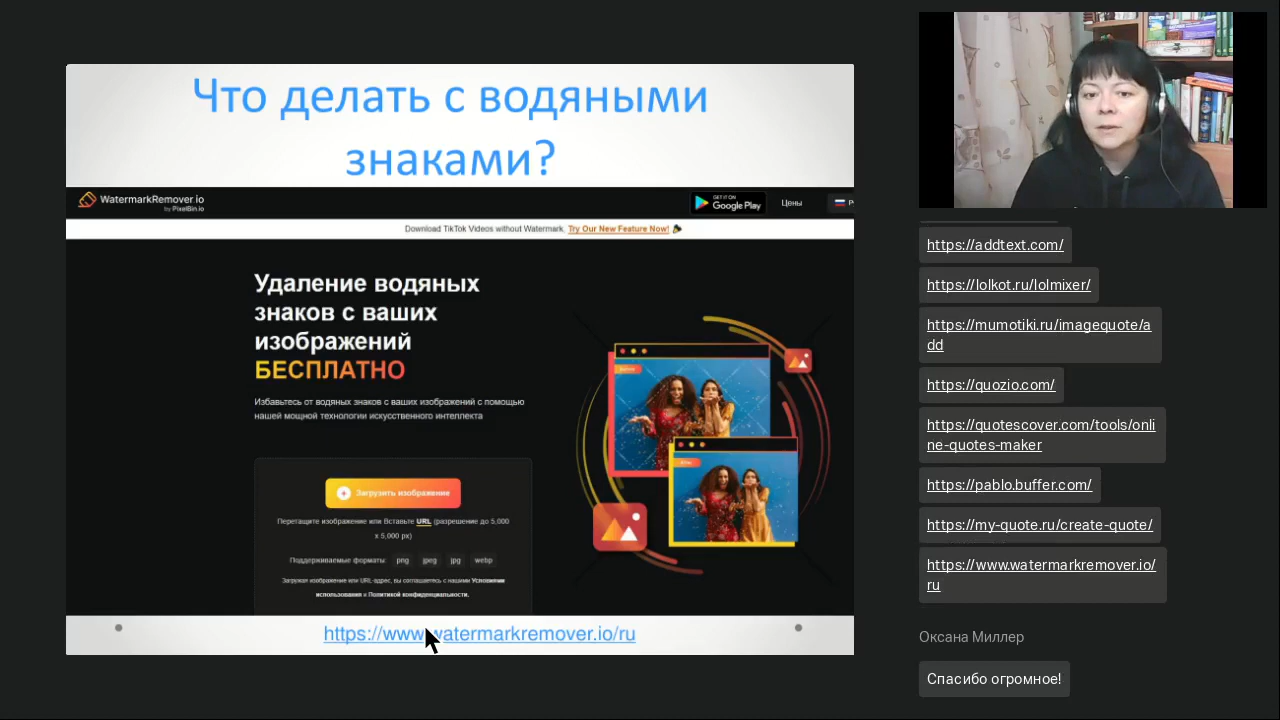 Что делать с водяными
знаками?
WatermarkRemover.io
by PixelBin.io
GET IT ON
Google Play
Цены
Download TikTok Videos without Watermark. Try Our New Feature Now!
Удаление водяных
знаков с ваших
изображений
БЕСПЛАТНО
Избавьтесь от водяных знаков с ваших изображений с помощью
нашей мощной технологии искусственного интеллекта
Загрузить изображение
Перетащите изображение или Вставьте URL (разрешение до 5,000
x 5,000 px)
Поддерживаемые форматы: png jpeg jpg webp
Загружая изображение или URL-адрес, вы соглашаетесь с нашими Условиями
использования и Политикой конфиденциальности.
https://www.watermarkremover.io/ru
https://addtext.com/
https://lolkot.ru/lolmixer/
https://mumotiki.ru/imagequote/a
dd
https://quozio.com/
https://quotescover.com/tools/onli
ne-quotes-maker
https://pablo.buffer.com/
https://my-quote.ru/create-quote/
https://www.watermarkremover.io/
ru
Оксана Миллер
Спасибо огромное!